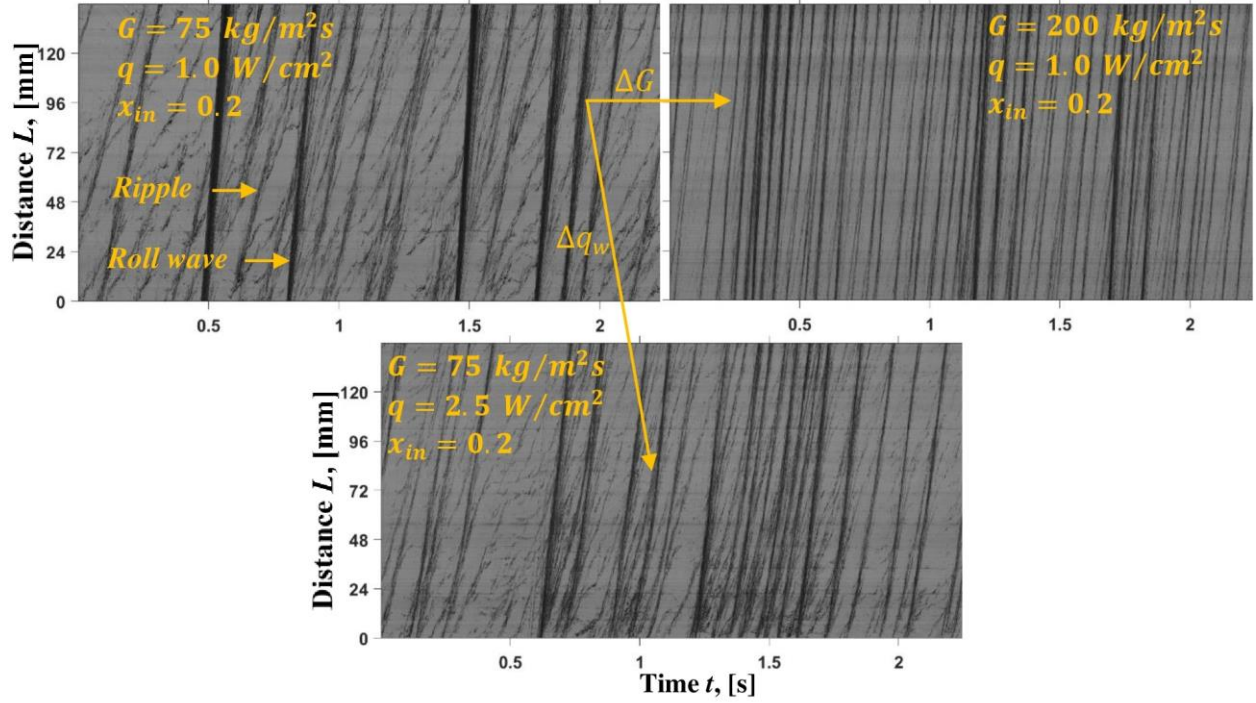 G = 75 kg/m²s
q = 1.0 W/cm²
x_in = 0.2
Ripple
Roll wave
Distance L, [mm]
120
96
72
48
24
0
0.5
1
1.5
2
ΔG
Δq_w
G = 200 kg/m²s
q = 1.0 W/cm²
x_in = 0.2
0.5
1
1.5
2
G = 75 kg/m²s
q = 2.5 W/cm²
x_in = 0.2
Distance L, [mm]
120
96
72
48
24
0
0.5
1
1.5
2
Time t, [s]